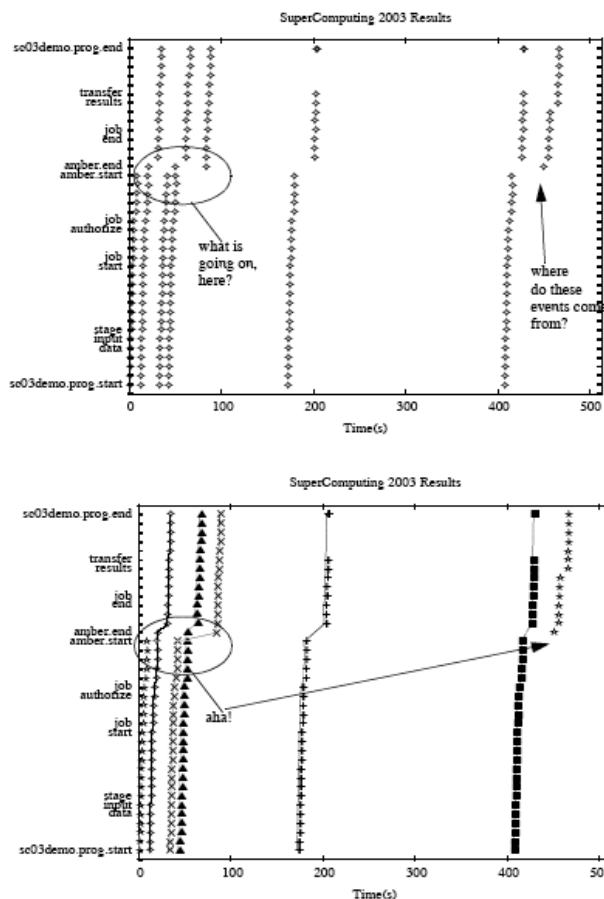 SuperComputing 2003 Results
sc03demo.prog.end
transfer
results
job
end
amber.end
amber.start
job
authorize
job
start
stage
input
data
sc03demo.prog.start
what is
going on,
here?
where
do these
events come
from?
0 100 200 300 400 500
Time(s)
SuperComputing 2003 Results
sc03demo.prog.end
transfer
results
job
end
amber.end
amber.start
job
authorize
job
start
stage
input
data
sc03demo.prog.start
aha!
0 100 200 300 400 50
Time(s)